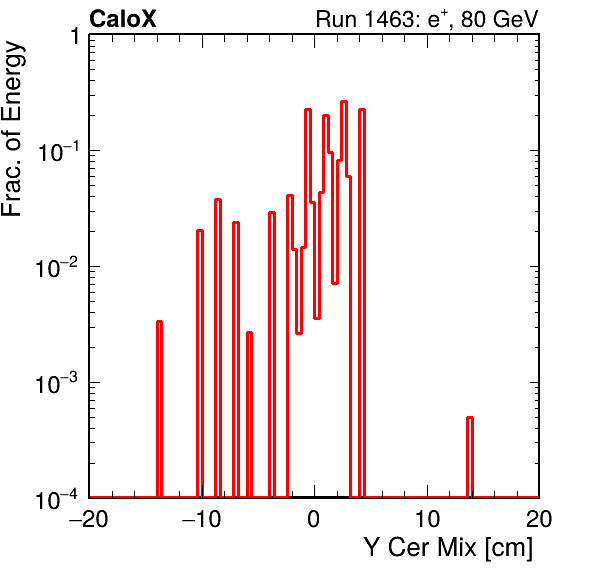 CaloX Run 1463: e⁺, 80 GeV
Frac. of Energy
1
10⁻¹
10⁻²
10⁻³
10⁻⁴
−20 −10 0 10 20
Y Cer Mix [cm]